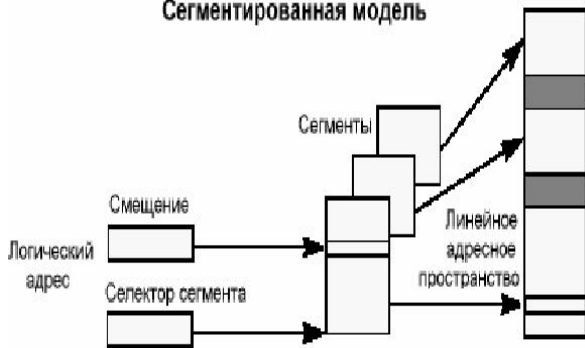 Сегментированная модель
Сегменты
Смещение
Логический
адрес
Селектор сегмента
Линейное
адресное
пространство